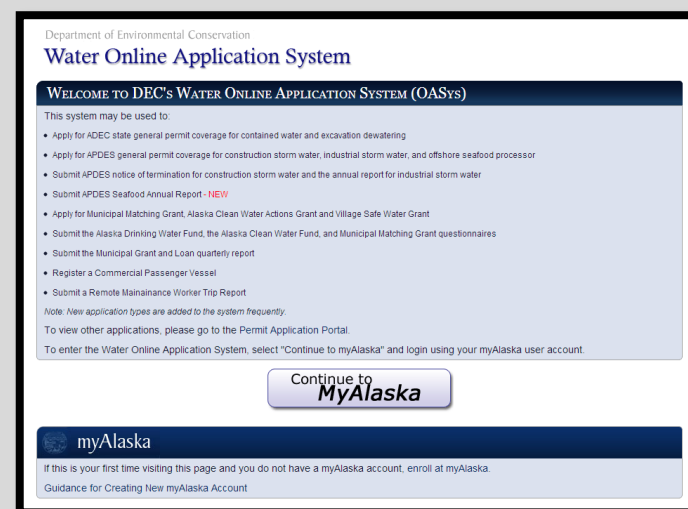 Department of Environmental Conservation
Water Online Application System
WELCOME TO DEC'S WATER ONLINE APPLICATION SYSTEM (OASYS)
This system may be used to:
• Apply for ADEC state general permit coverage for contained water and excavation dewatering
• Apply for APDES general permit coverage for construction storm water, industrial storm water, and offshore seafood processor
• Submit APDES notice of termination for construction storm water and the annual report for industrial storm water
• Submit APDES Seafood Annual Report - NEW
• Apply for Municipal Matching Grant, Alaska Clean Water Actions Grant and Village Safe Water Grant
• Submit the Alaska Drinking Water Fund, the Alaska Clean Water Fund, and Municipal Matching Grant questionnaires
• Submit the Municipal Grant and Loan quarterly report
• Register a Commercial Passenger Vessel
• Submit a Remote Mainainance Worker Trip Report
Note: New application types are added to the system frequently.
To view other applications, please go to the Permit Application Portal.
To enter the Water Online Application System, select "Continue to myAlaska" and login using your myAlaska user account.
Continue to
MyAlaska
myAlaska
If this is your first time visiting this page and you do not have a myAlaska account, enroll at myAlaska.
Guidance for Creating New myAlaska Account